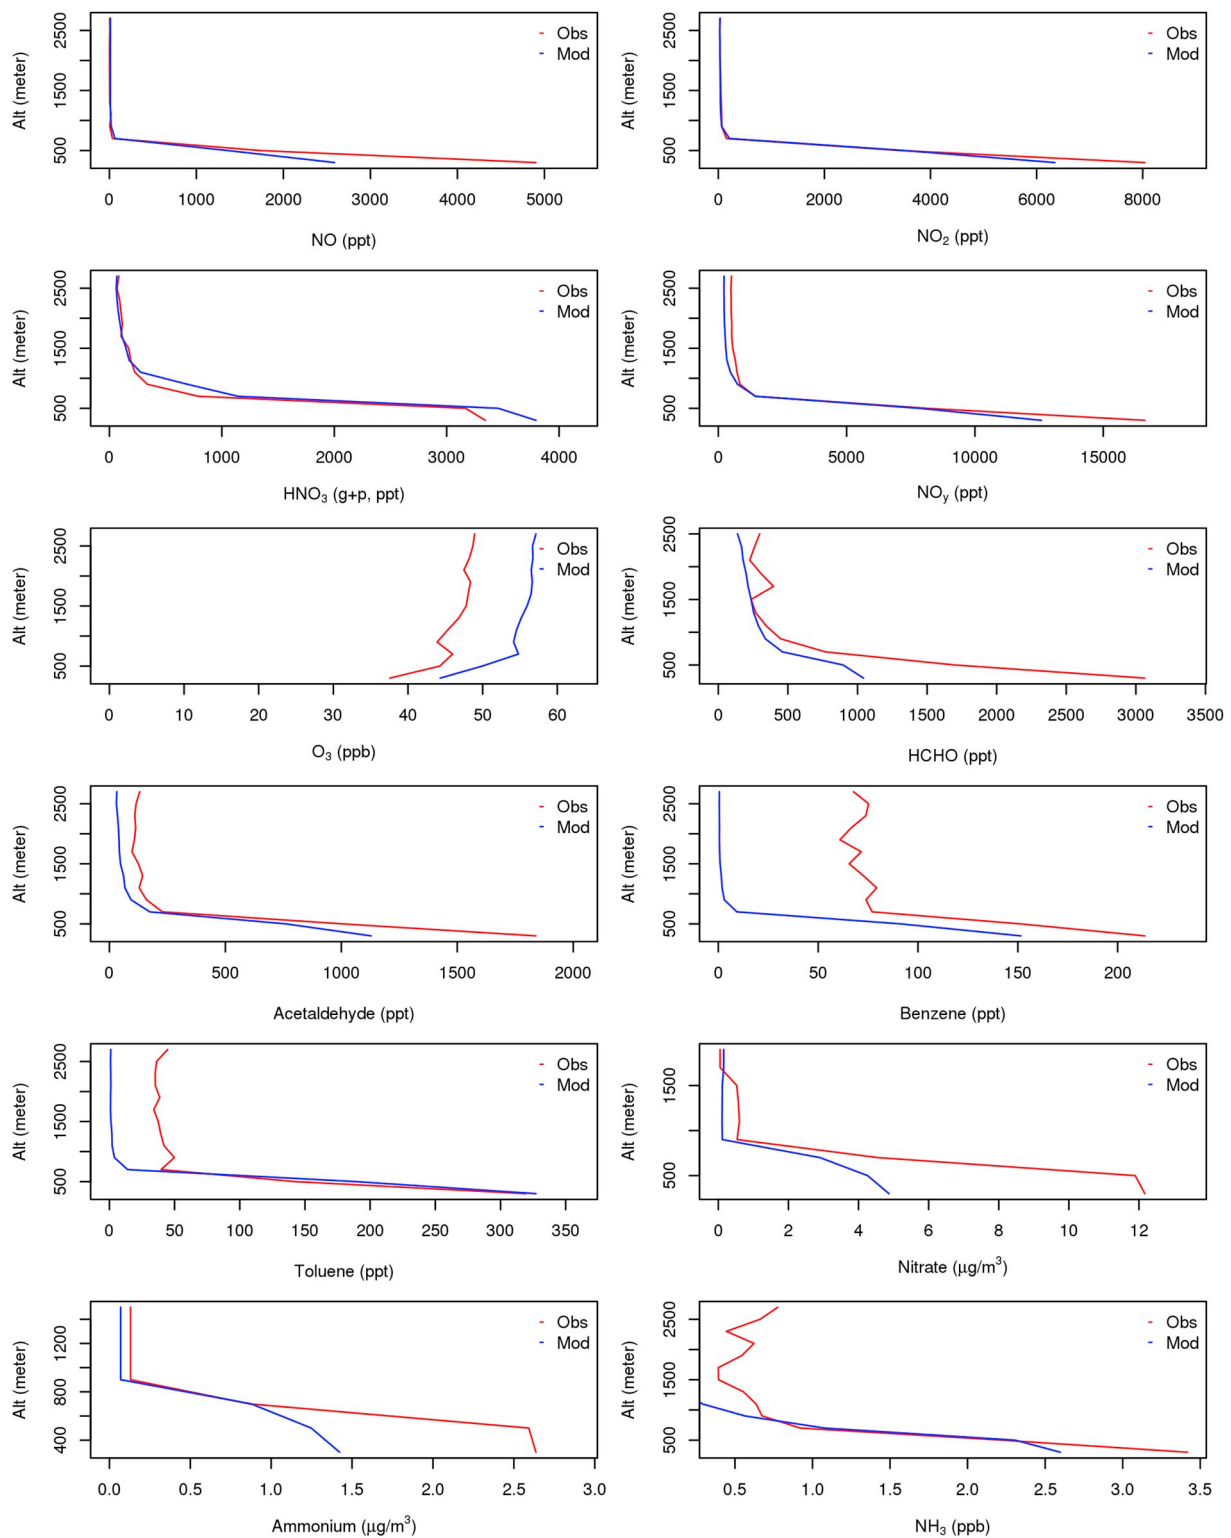 Alt (meter)
500 1500 2500
Obs
Mod
0 1000 2000 3000 4000 5000
NO (ppt)
Alt (meter)
500 1500 2500
Obs
Mod
0 2000 4000 6000 8000
NO₂ (ppt)
Alt (meter)
500 1500 2500
Obs
Mod
0 1000 2000 3000 4000
HNO₃ (g+p, ppt)
Alt (meter)
500 1500 2500
Obs
Mod
0 5000 10000 15000
NOy (ppt)
Alt (meter)
500 1500 2500
Obs
Mod
0 10 20 30 40 50 60
O₃ (ppb)
Alt (meter)
500 1500 2500
Obs
Mod
0 500 1000 1500 2000 2500 3000 3500
HCHO (ppt)
Alt (meter)
500 1500 2500
Obs
Mod
0 500 1000 1500 2000
Acetaldehyde (ppt)
Alt (meter)
500 1500 2500
Obs
Mod
0 50 100 150 200
Benzene (ppt)
Alt (meter)
500 1500 2500
Obs
Mod
0 50 100 150 200 250 300 350
Toluene (ppt)
Alt (meter)
500 1500
Obs
Mod
0 2 4 6 8 10 12
Nitrate (µg/m³)
Alt (meter)
400 800 1200
Obs
Mod
0.0 0.5 1.0 1.5 2.0 2.5 3.0
Ammonium (µg/m³)
Alt (meter)
500 1500 2500
Obs
Mod
0.5 1.0 1.5 2.0 2.5 3.0 3.5
NH₃ (ppb)